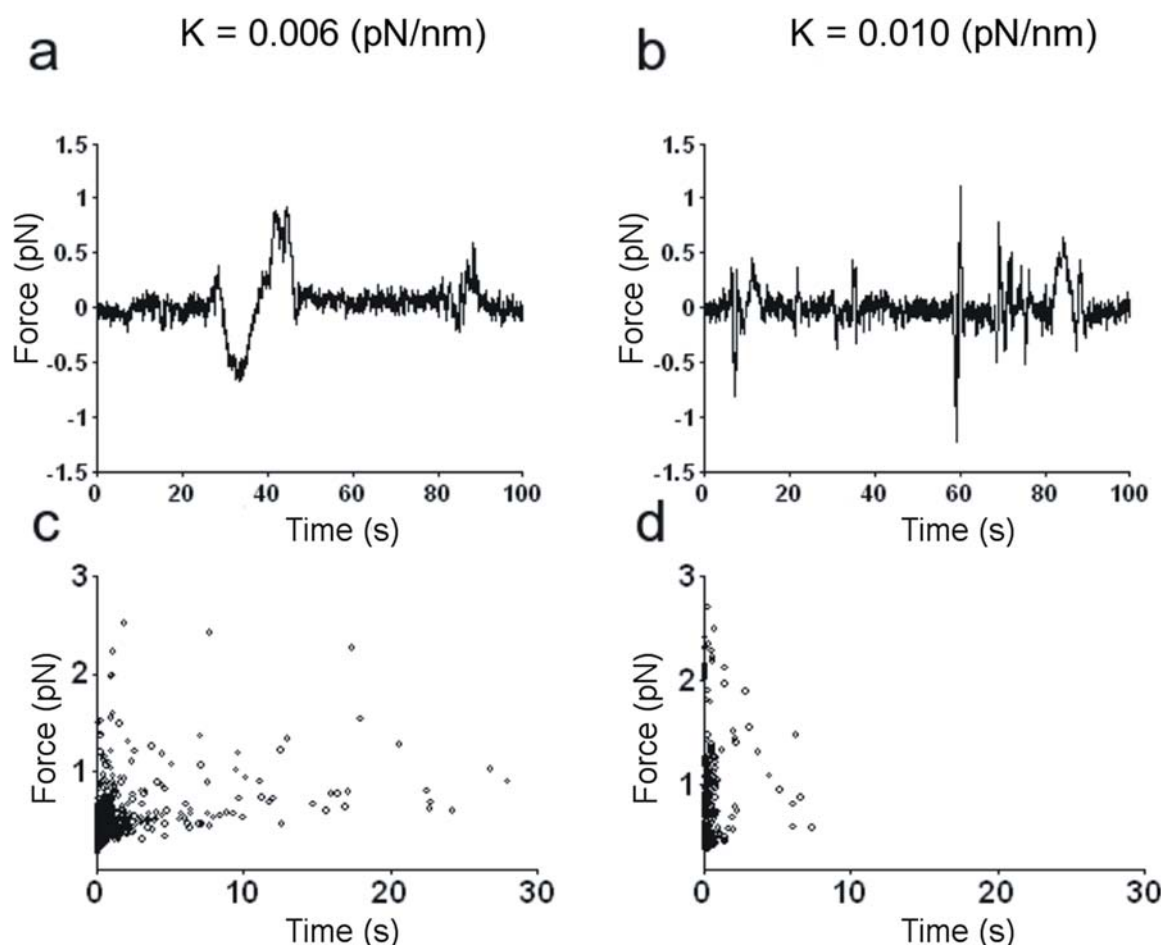 K = 0.006 (pN/nm)
K = 0.010 (pN/nm)
a
b
1.5
1
0.5
0
-0.5
-1
-1.5
Force (pN)
0 20 40 60 80 100
Time (s)
1.5
1
0.5
0
-0.5
-1
-1.5
Force (pN)
0 20 40 60 80 100
Time (s)
c
d
3
2
1
Force (pN)
0 10 20 30
Time (s)
3
2
1
Force (pN)
0 10 20 30
Time (s)